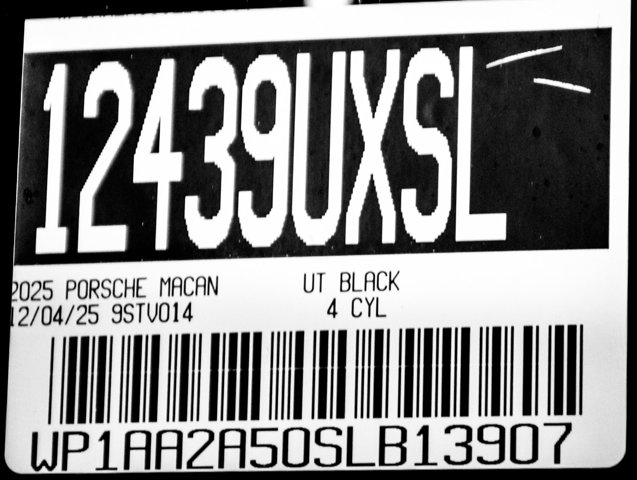 12439UXSL
2025 PORSCHE MACAN UT BLACK
12/04/25 9STV014 4 CYL
WP1AA2A50SLB13907